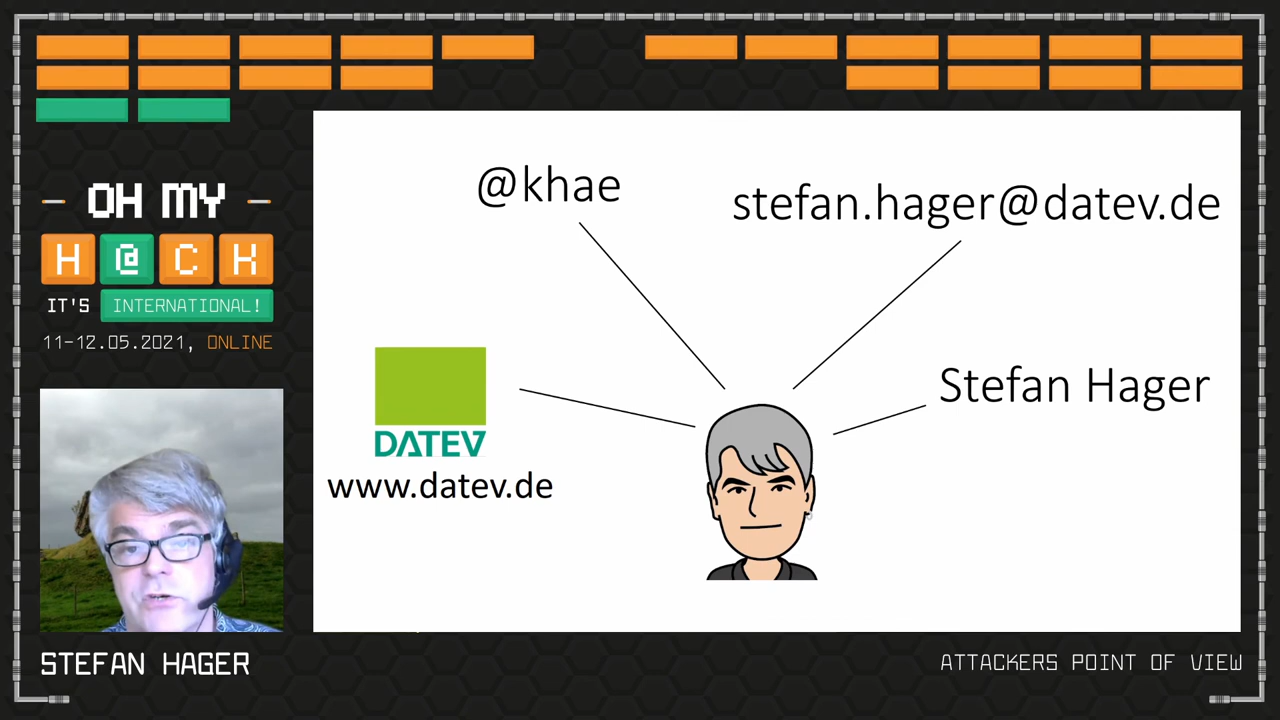 OH MY
H@CK
IT'S INTERNATIONAL!
11-12.05.2021, ONLINE
@khae
stefan.hager@datev.de
Stefan Hager
DATEV
www.datev.de
STEFAN HAGER
ATTACKERS POINT OF VIEW